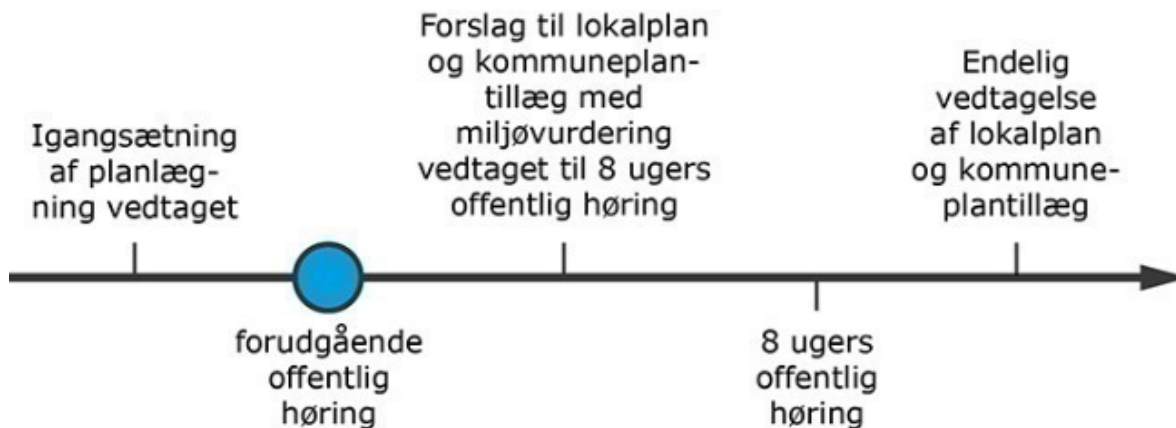 Igangsætning
af planlæg-
ning vedtaget
forudgående
offentlig
høring
Forslag til lokalplan
og kommuneplan-
tillæg med
miljøvurdering
vedtaget til 8 ugers
offentlig høring
8 ugers
offentlig
høring
Endelig
vedtagelse
af lokalplan
og kommune-
plantillæg